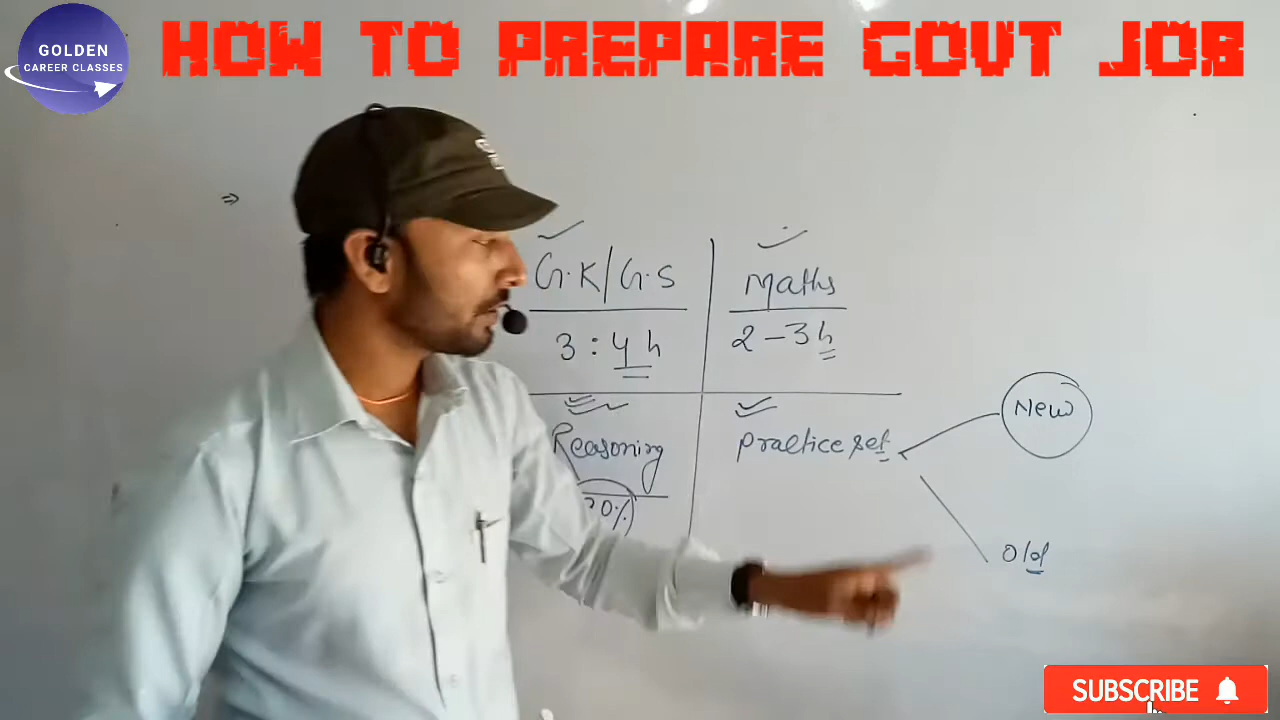 GOLDEN
CAREER CLASSES
HOW TO PREPARE GOVT JOB
G.K/G.S
3 : 4 h
Maths
2 - 3 h
Reasoning
Practice set
New
Old
SUBSCRIBE